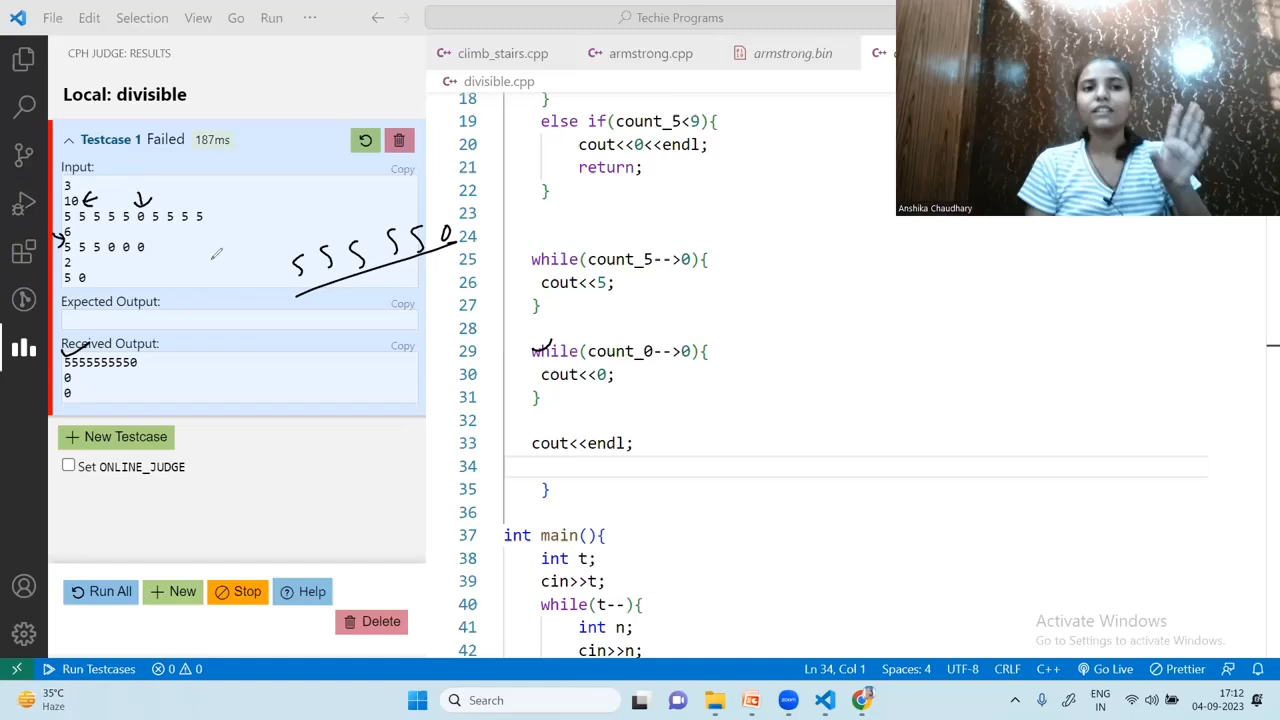 File Edit Selection View Go Run ··· Techie Programs
CPH JUDGE: RESULTS
Local: divisible
Testcase 1 Failed 187ms
Input:
Copy
3
10
5 5 5 5 5 0 5 5 5 5
6
5 5 5 0 0 0
2
5 0
5 5 5 5 5 0
Expected Output:
Copy
Received Output:
Copy
5555555550
0
0
+ New Testcase
Set ONLINE_JUDGE
Run All + New Stop Help
Delete
climb_stairs.cpp armstrong.cpp armstrong.bin
divisible.cpp
18 }
19 else if(count_5<9){
20 cout<<0<<endl;
21 return;
22 }
23
24
25 while(count_5-->0){
26 cout<<5;
27 }
28
29 while(count_0-->0){
30 cout<<0;
31 }
32
33 cout<<endl;
34
35 }
36
37 int main(){
38 int t;
39 cin>>t;
40 while(t--){
41 int n;
42 cin>>n;
Anshika Chaudhary
Activate Windows
Go to Settings to activate Windows.
Run Testcases 0 0 Ln 34, Col 1 Spaces: 4 UTF-8 CRLF C++ Go Live Prettier
35°C
Haze
Search
ENG
IN
17:12
04-09-2023